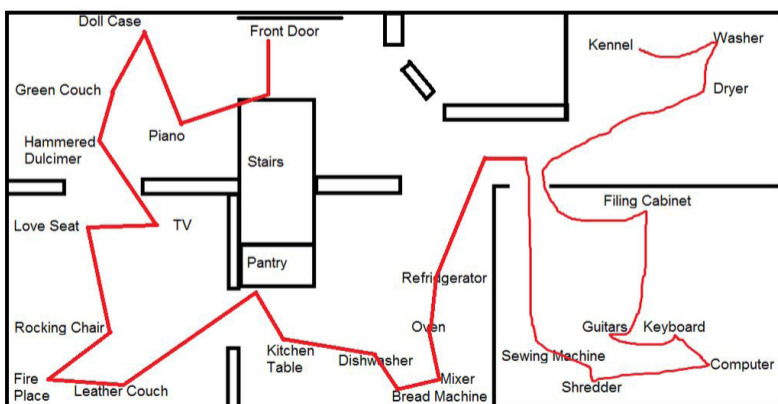 Doll Case
Front Door
Kennel
Washer
Green Couch
Dryer
Piano
Hammered
Dulcimer
Stairs
Filing Cabinet
Love Seat
TV
Pantry
Refridgerator
Rocking Chair
Oven
Guitars
Keyboard
Kitchen
Table
Dishwasher
Sewing Machine
Computer
Fire
Place
Leather Couch
Mixer
Bread Machine
Shredder